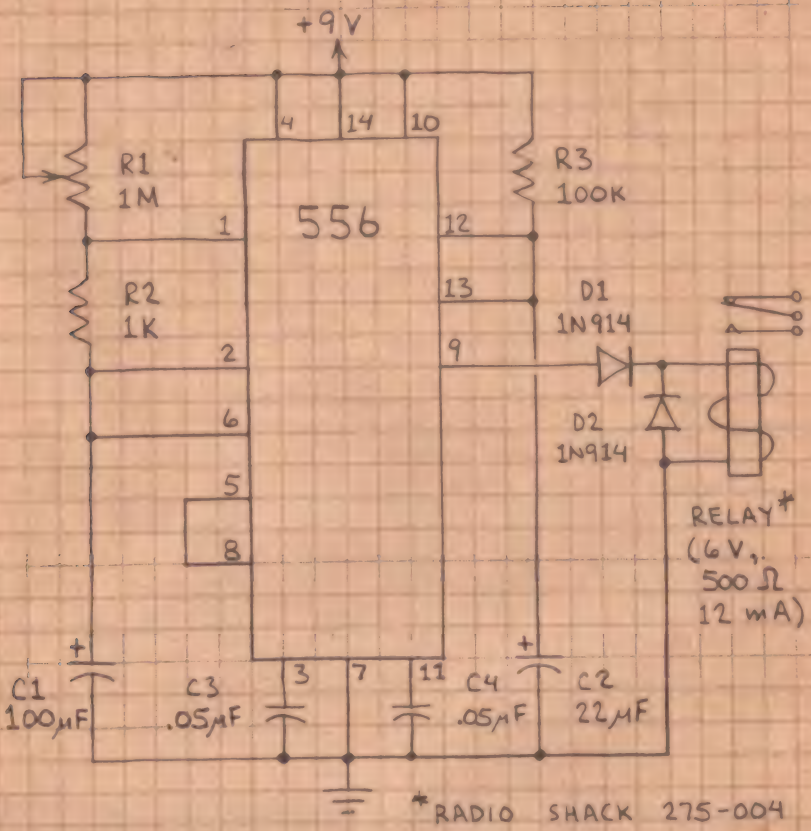 +9V
4 14 10
R1
1M
R3
100K
1
556
12
R2
1K
13
D1
1N914
2
9
6
D2
1N914
5
8
RELAY*
(6V,
500 Ω
12 mA)
+
+
3 7 11
C1
100μF
C3
.05μF
C4
.05μF
C2
22μF
*RADIO SHACK 275-004